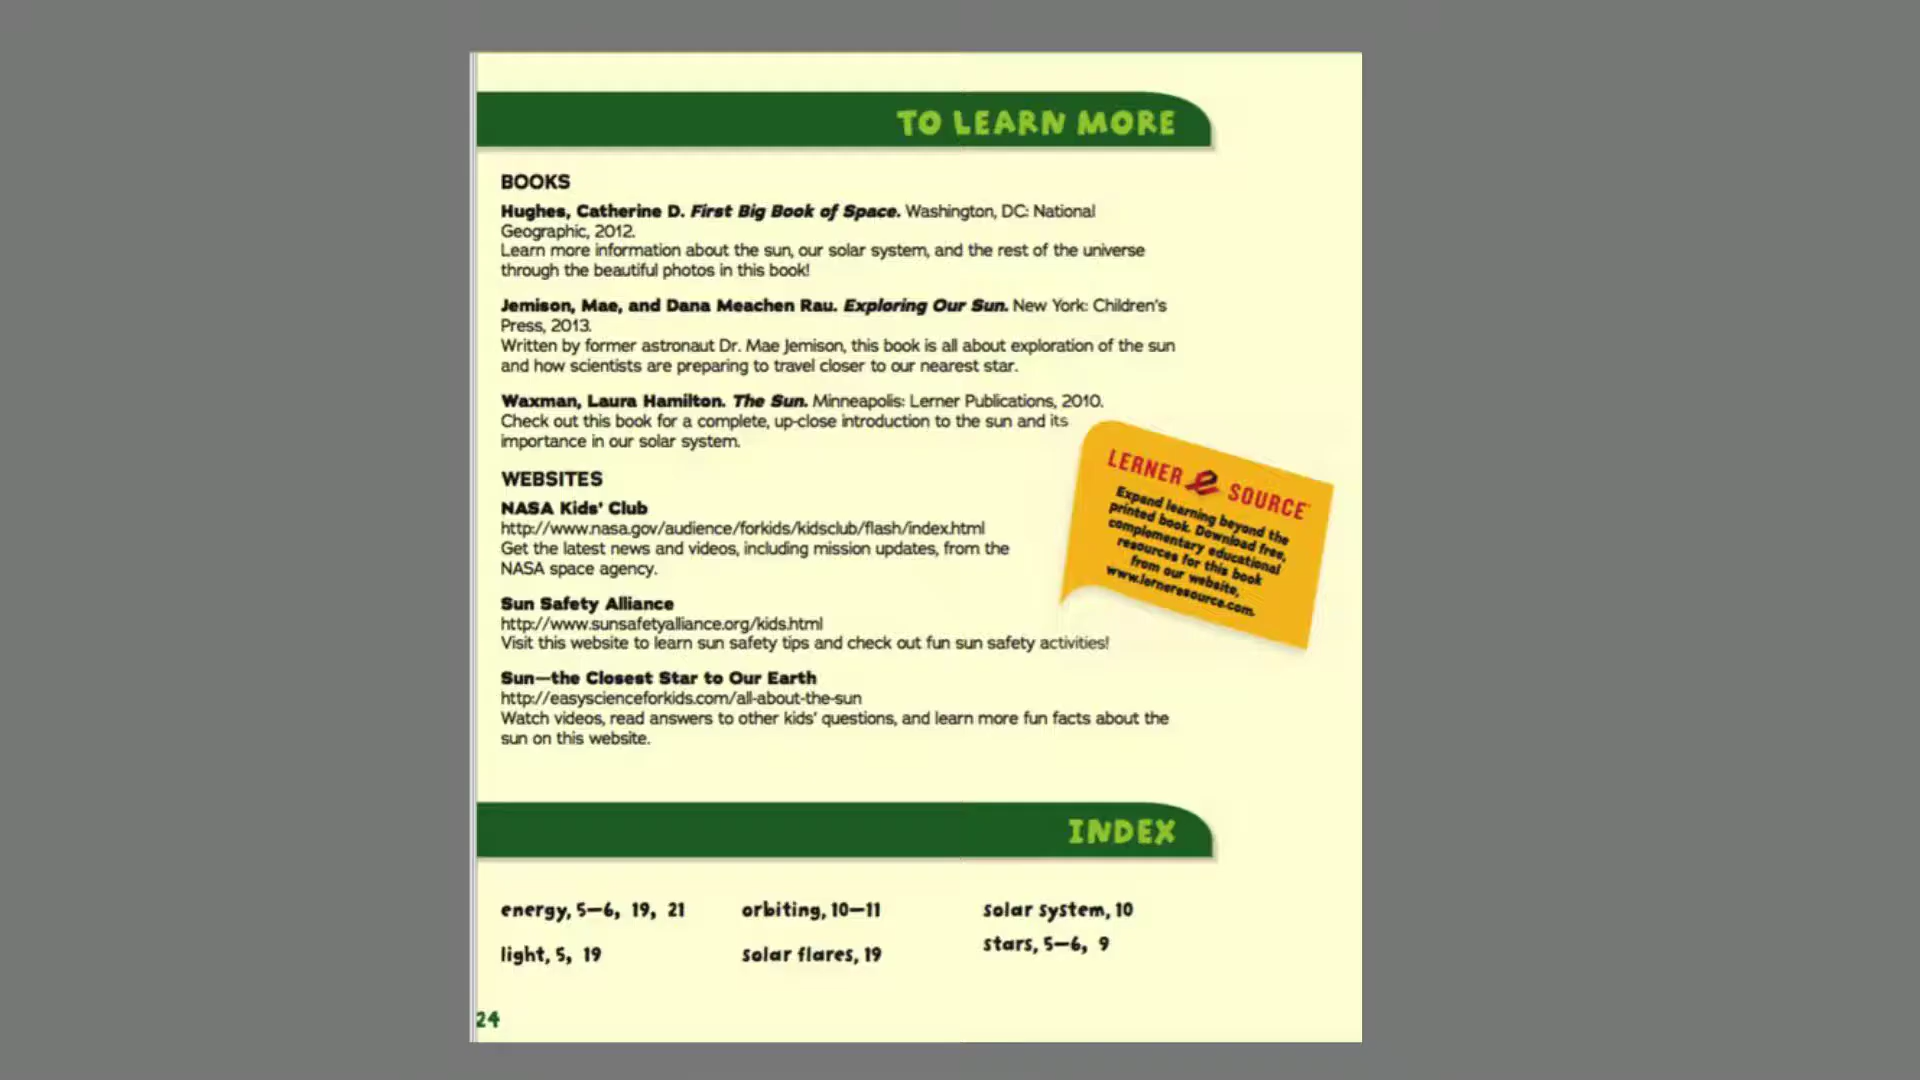 TO LEARN MORE
BOOKS
Hughes, Catherine D. First Big Book of Space. Washington, DC: National
Geographic, 2012.
Learn more information about the sun, our solar system, and the rest of the universe
through the beautiful photos in this book!
Jemison, Mae, and Dana Meachen Rau. Exploring Our Sun. New York: Children's
Press, 2013.
Written by former astronaut Dr. Mae Jemison, this book is all about exploration of the sun
and how scientists are preparing to travel closer to our nearest star.
Waxman, Laura Hamilton. The Sun. Minneapolis: Lerner Publications, 2010.
Check out this book for a complete, up-close introduction to the sun and its
importance in our solar system.
WEBSITES
NASA Kids' Club
http://www.nasa.gov/audience/forkids/kidsclub/flash/index.html
Get the latest news and videos, including mission updates, from the
NASA space agency.
Sun Safety Alliance
http://www.sunsafetyalliance.org/kids.html
Visit this website to learn sun safety tips and check out fun sun safety activities!
Sun—the Closest Star to Our Earth
http://easyscienceforkids.com/all-about-the-sun
Watch videos, read answers to other kids' questions, and learn more fun facts about the
sun on this website.
LERNER e SOURCE
Expand learning beyond the
printed book. Download free,
complementary educational
resources for this book
from our website,
www.lerneresource.com.
INDEX
energy, 5–6, 19, 21
light, 5, 19
orbiting, 10–11
solar flares, 19
solar system, 10
stars, 5–6, 9
24